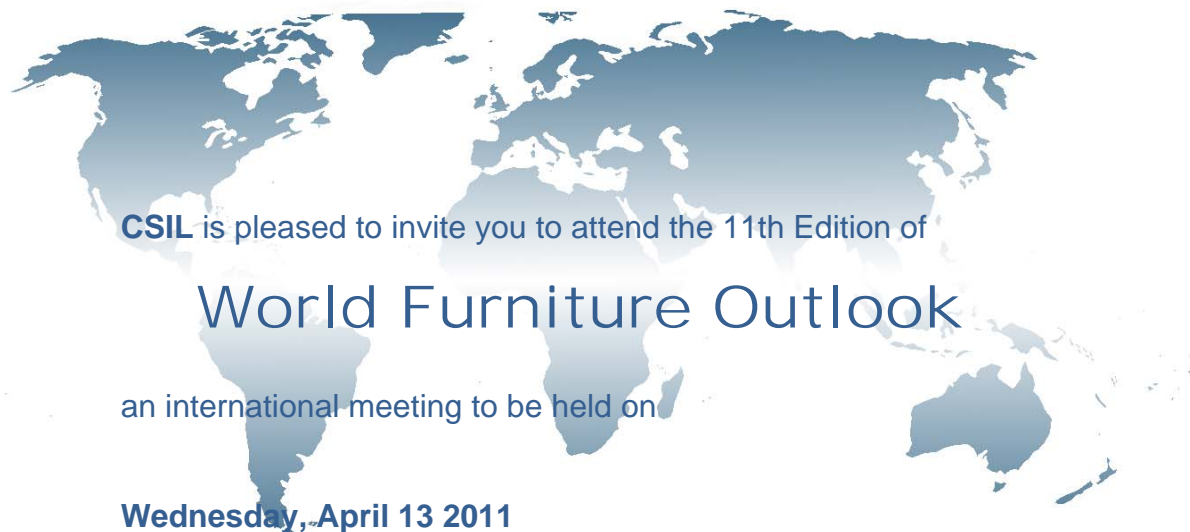 CSIL is pleased to invite you to attend the 11th Edition of
World Furniture Outlook
an international meeting to be held on
Wednesday, April 13 2011